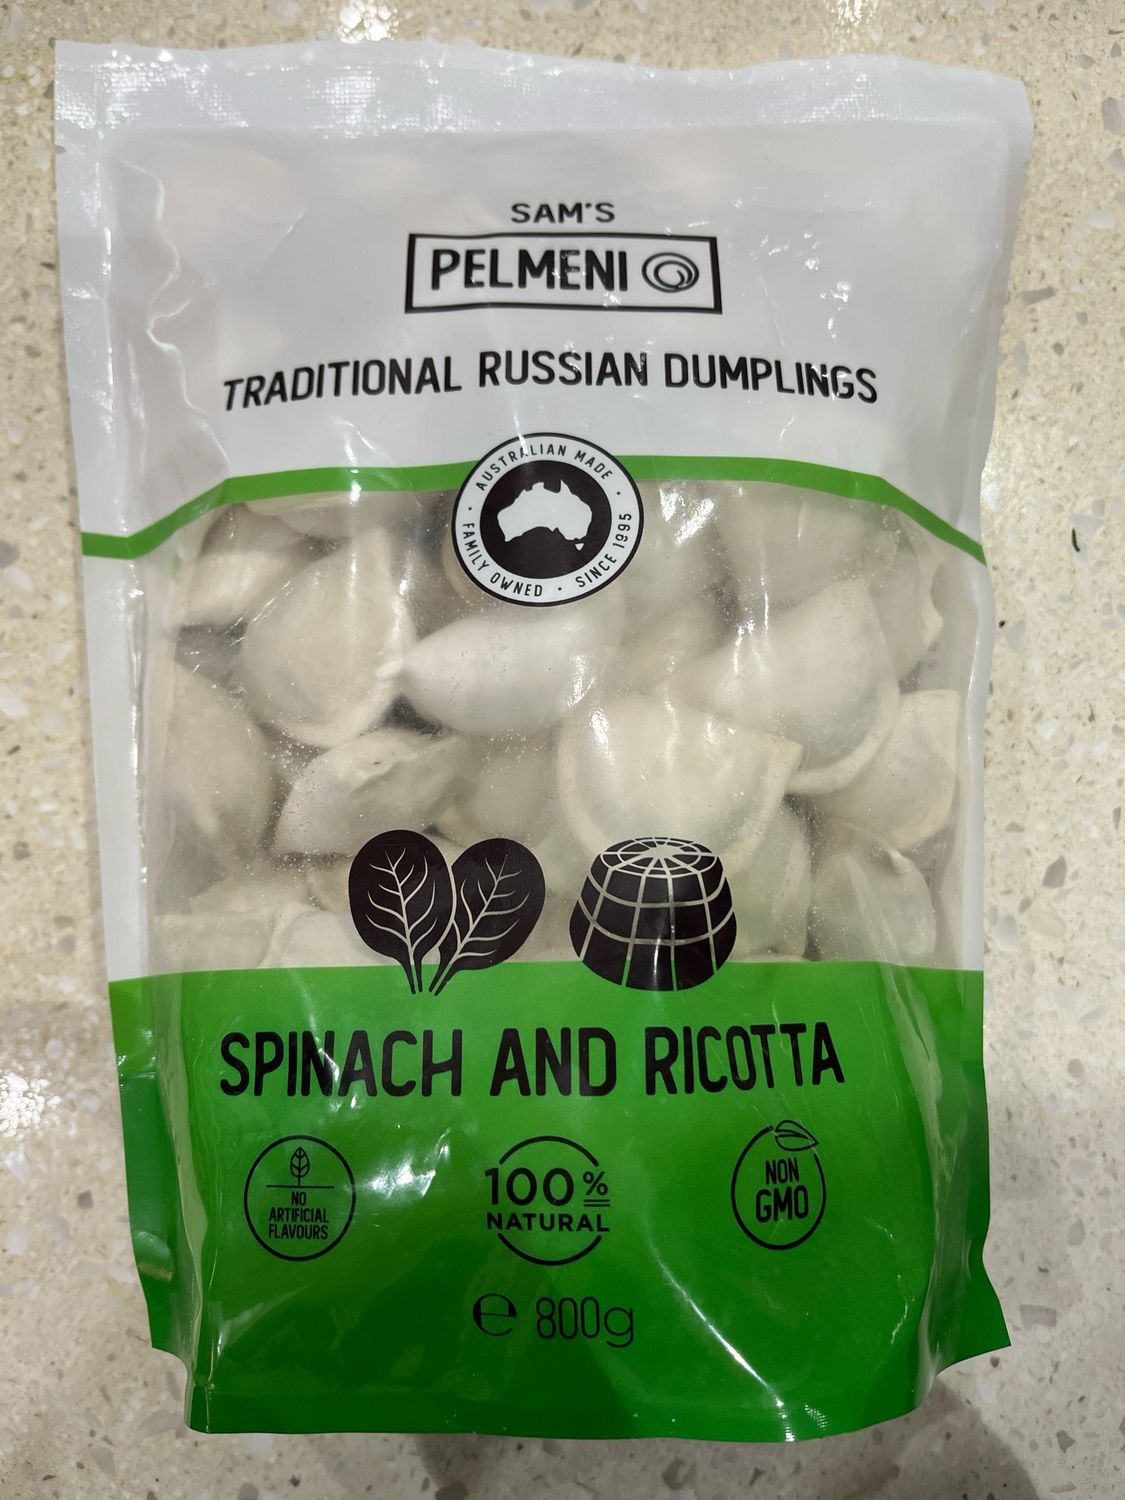 SAM'S
PELMENI
TRADITIONAL RUSSIAN DUMPLINGS
AUSTRALIAN MADE · FAMILY OWNED · SINCE 1995 ·
SPINACH AND RICOTTA
NO
ARTIFICIAL
FLAVOURS
100%
NATURAL
NON
GMO
℮ 800g